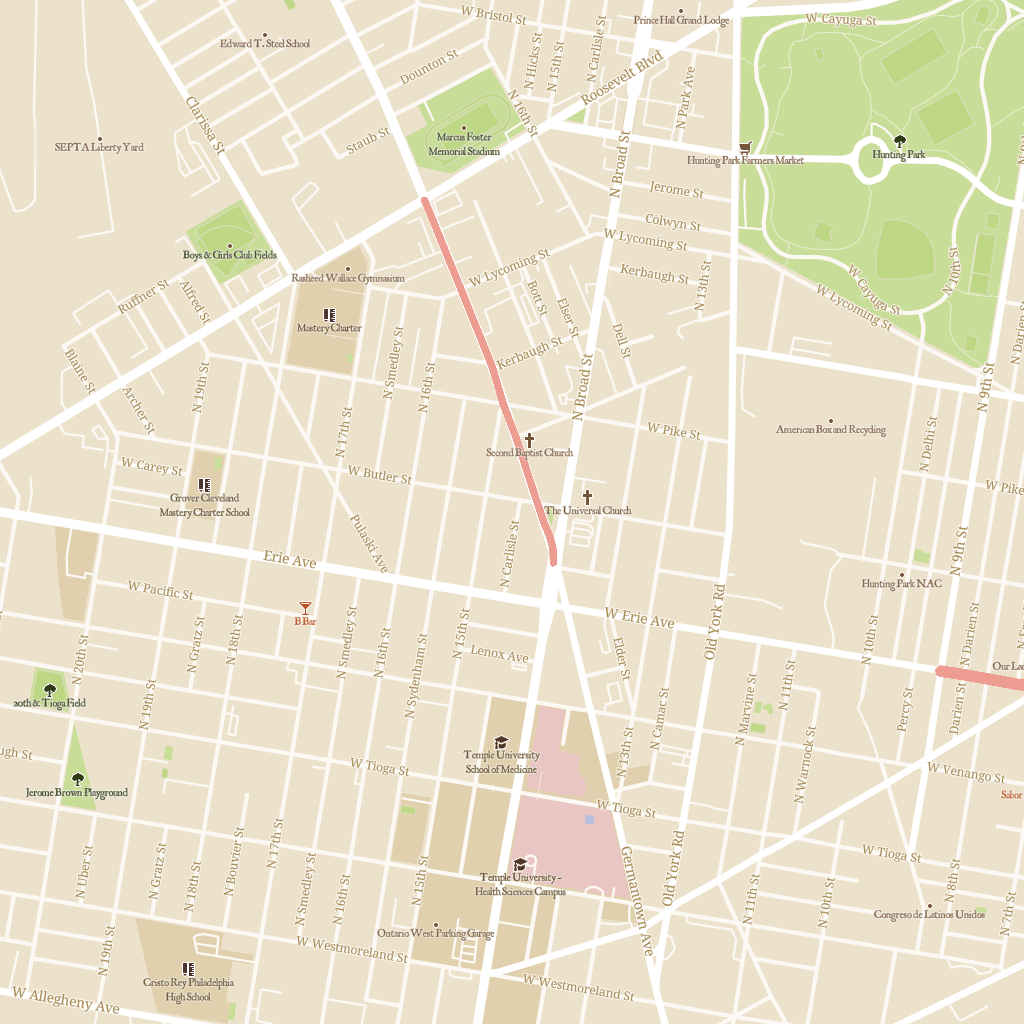 W Bristol St
Prince Hall Grand Lodge
W Cayuga St
Edward T. Steel School
N Hicks St
N 15th St
N Carlisle St
Dounton St
Roosevelt Blvd
N Park Ave
Clarissa St
N 16th St
Staub St
SEPTA Liberty Yard
Marcus Foster
Memorial Stadium
N Broad St
Hunting Park Farmers Market
Hunting Park
Jerome St
Colwyn St
W Lycoming St
Boys & Girls Club Fields
Rasheed Wallace Gymnasium
W Lycoming St
Kerbaugh St
N 13th St
N 10th St
W Cayuga St
W Lycoming St
Ruffner St
Alfred St
Mastery Charter
Bott St
Elser St
Dell St
N Darien St
Kerbaugh St
Blaine St
Archer St
N 19th St
N Smedley St
N 16th St
N 17th St
N Broad St
N 9th St
W Pike St
American Box and Recycling
N Delhi St
Second Baptist Church
W Carey St
W Butler St
W Pike
Grover Cleveland
Mastery Charter School
The Universal Church
Pulaski Ave
N Carlisle St
N 9th St
Erie Ave
Hunting Park NAC
W Pacific St
B Bar
W Erie Ave
Old York Rd
N 20th St
N Gratz St
N 18th St
N Smedley St
N 16th St
N Sydenham St
N 15th St
Lenox Ave
Elder St
N 10th St
N Darien St
Our Lad
20th & Tioga Field
N 19th St
N Camac St
N Marvine St
N 11th St
Percy St
Darien St
ugh St
Temple University
School of Medicine
N 13th St
N Warnock St
W Tioga St
W Venango St
Jerome Brown Playground
W Tioga St
Sabor
N Uber St
N Gratz St
N 18th St
N Bouvier St
N 17th St
N Smedley St
N 16th St
N 15th St
Temple University -
Health Sciences Campus
Germantown Ave
Old York Rd
W Tioga St
N 11th St
N 10th St
N 8th St
N 7th St
Congreso de Latinos Unidos
Ontario West Parking Garage
N 19th St
W Westmoreland St
Cristo Rey Philadelphia
High School
W Westmoreland St
W Allegheny Ave